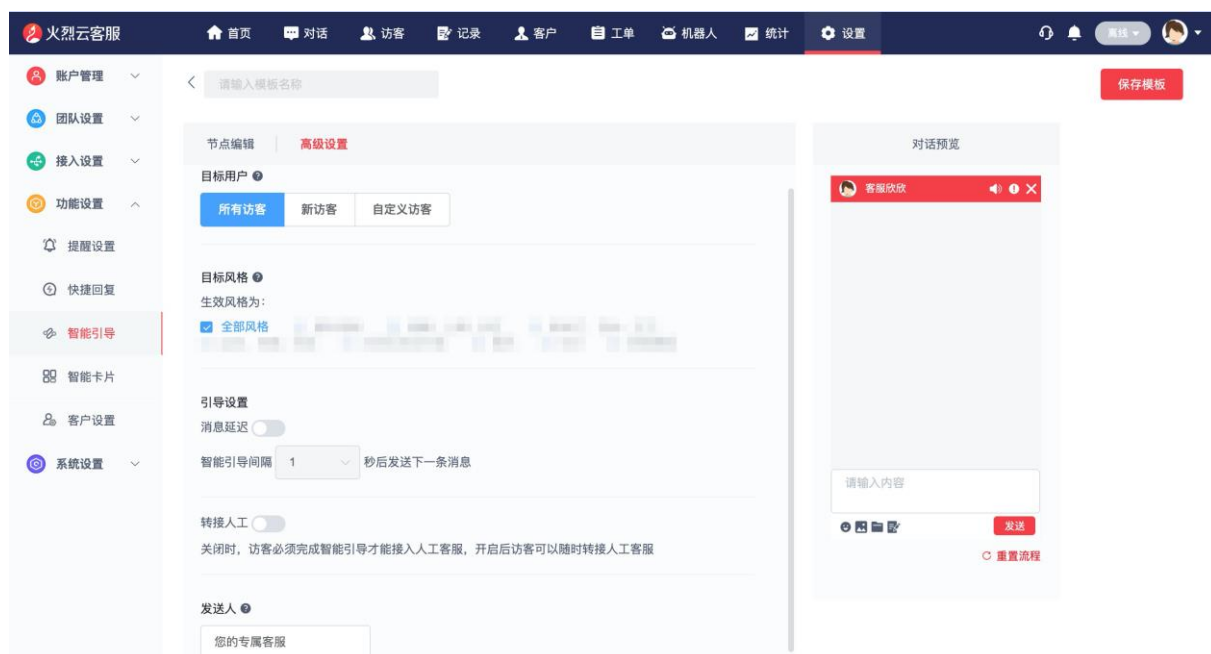 火烈云客服
首页 对话 访客 记录 客户 工单 机器人 统计 设置 离线
账户管理
团队设置
接入设置
功能设置
提醒设置
快捷回复
智能引导
智能卡片
客户设置
系统设置
请输入模板名称
保存模板
节点编辑 高级设置
目标用户
所有访客 新访客 自定义访客
目标风格
生效风格为：
全部风格
引导设置
消息延迟
智能引导间隔 1 秒后发送下一条消息
转接人工
关闭时，访客必须完成智能引导才能接入人工客服，开启后访客可以随时转接人工客服
发送人
您的专属客服
对话预览
客服欣欣
请输入内容
发送
重置流程